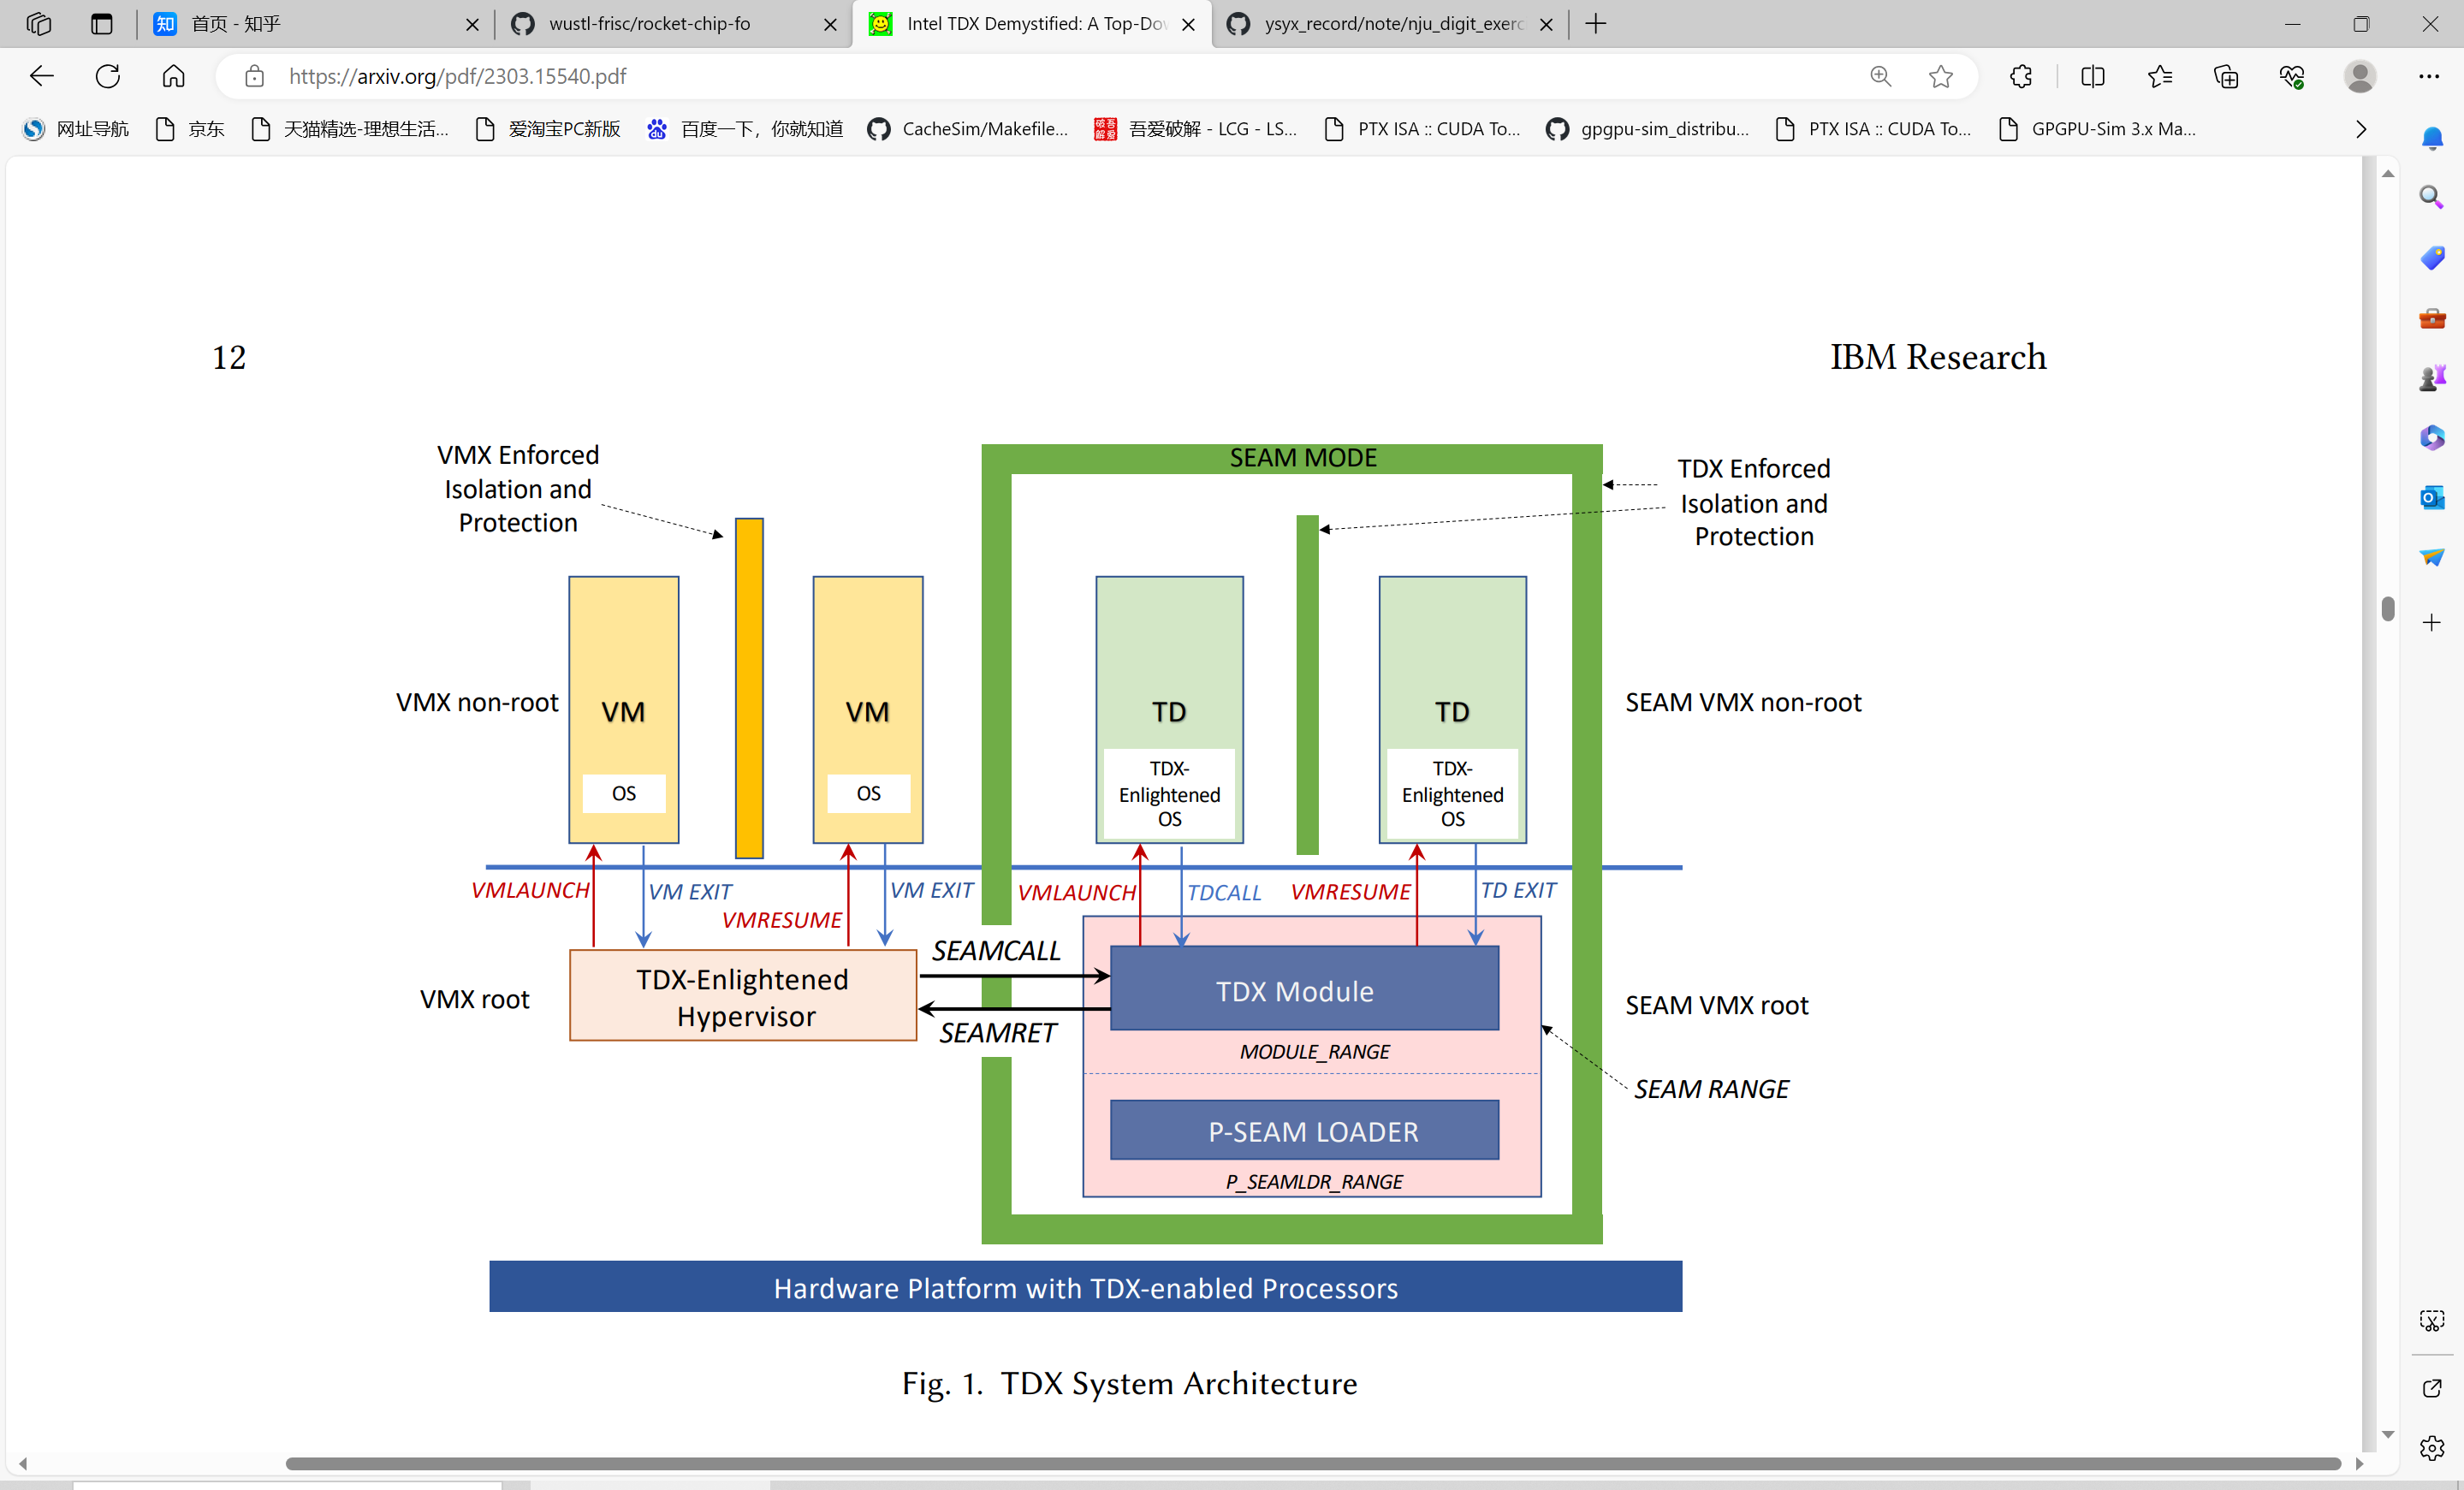 首页 - 知乎
wustl-frisc/rocket-chip-fo
Intel TDX Demystified: A Top-Do
ysyx_record/note/nju_digit_exerc
https://arxiv.org/pdf/2303.15540.pdf
网址导航
京东
天猫精选-理想生活...
爱淘宝PC新版
百度一下，你就知道
CacheSim/Makefile...
吾爱破解 - LCG - LS...
PTX ISA :: CUDA To...
gpgpu-sim_distribu...
PTX ISA :: CUDA To...
GPGPU-Sim 3.x Ma...
12
IBM Research
VMX Enforced
Isolation and
Protection
SEAM MODE
TDX Enforced
Isolation and
Protection
VMX non-root
VM
OS
VM
OS
TD
TDX-
Enlightened
OS
TD
TDX-
Enlightened
OS
SEAM VMX non-root
VMLAUNCH
VM EXIT
VMRESUME
VM EXIT
VMLAUNCH
TDCALL
VMRESUME
TD EXIT
VMX root
TDX-Enlightened
Hypervisor
SEAMCALL
SEAMRET
TDX Module
MODULE_RANGE
SEAM VMX root
SEAM RANGE
P-SEAM LOADER
P_SEAMLDR_RANGE
Hardware Platform with TDX-enabled Processors
Fig. 1. TDX System Architecture